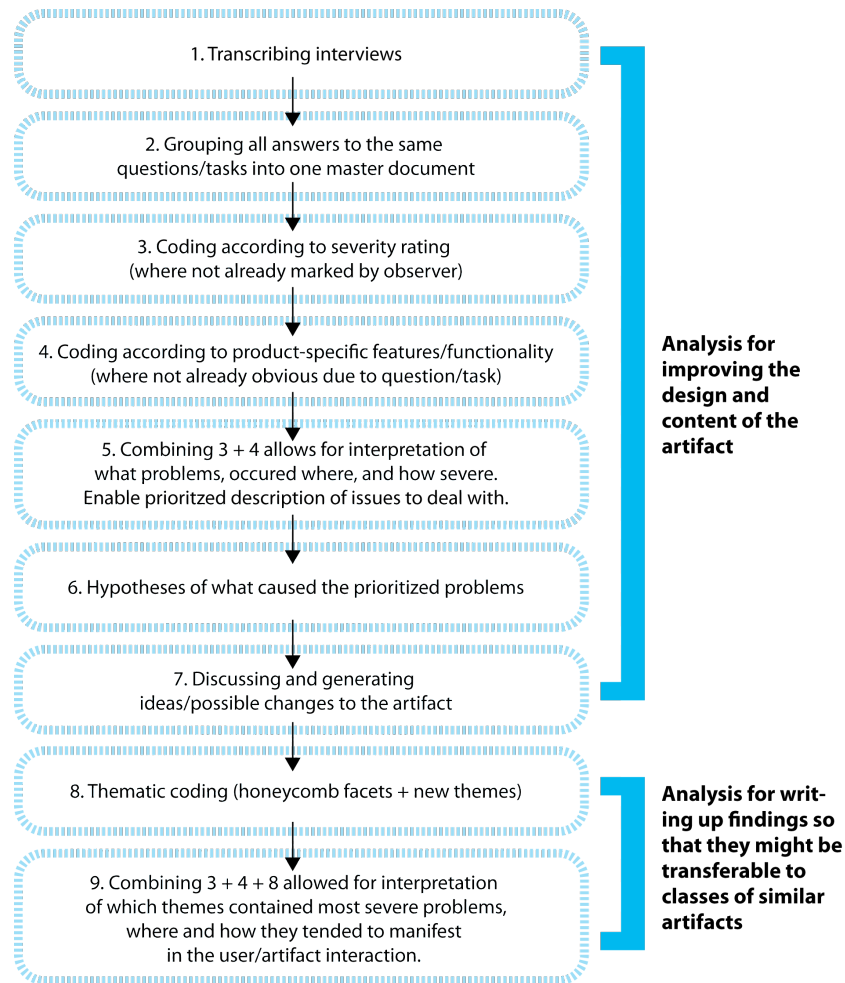 1. Transcribing interviews
2. Grouping all answers to the same
questions/tasks into one master document
3. Coding according to severity rating
(where not already marked by observer)
4. Coding according to product-specific features/functionality
(where not already obvious due to question/task)
5. Combining 3 + 4 allows for interpretation of
what problems, occured where, and how severe.
Enable prioritzed description of issues to deal with.
6. Hypotheses of what caused the prioritized problems
7. Discussing and generating
ideas/possible changes to the artifact
Analysis for
improving the
design and
content of the
artifact
8. Thematic coding (honeycomb facets + new themes)
9. Combining 3 + 4 + 8 allowed for interpretation
of which themes contained most severe problems,
where and how they tended to manifest
in the user/artifact interaction.
Analysis for writ-
ing up findings so
that they might be
transferable to
classes of similar
artifacts